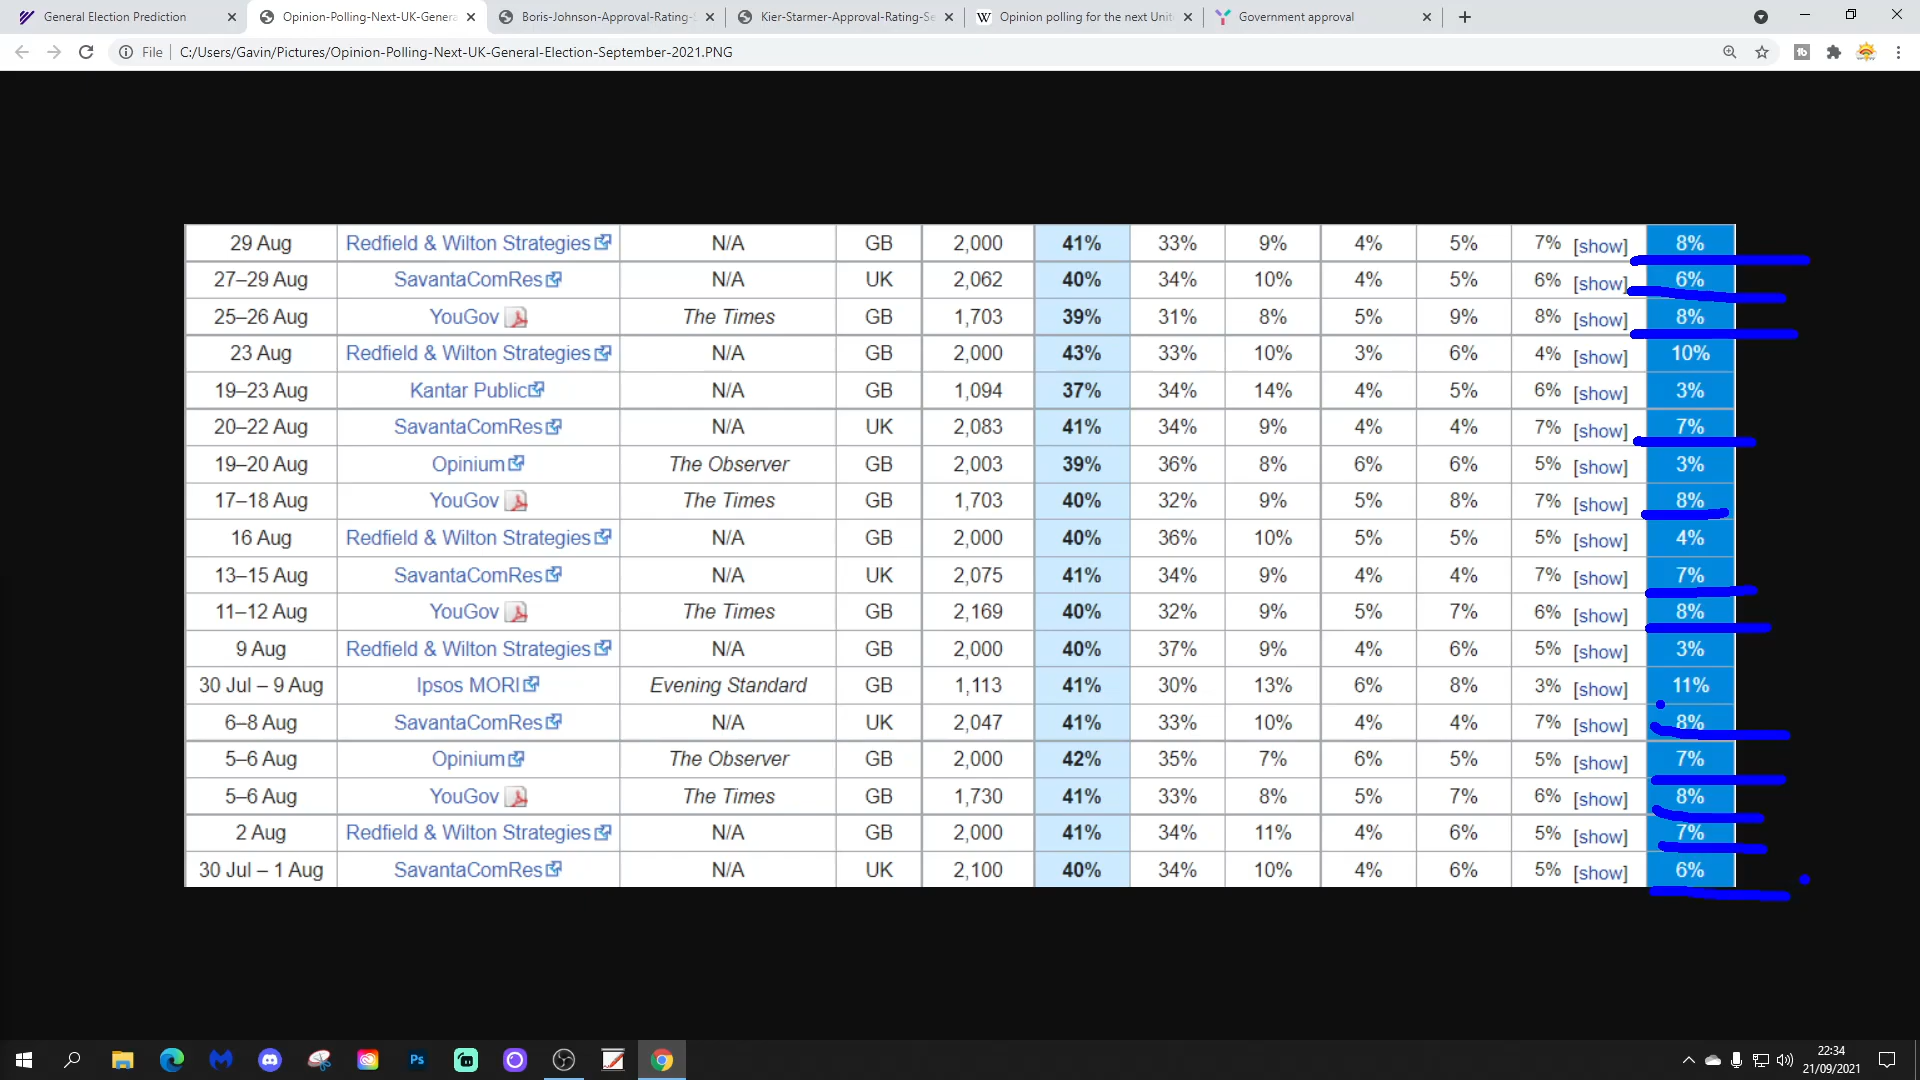 General Election Prediction
Opinion-Polling-Next-UK-Genera
Boris-Johnson-Approval-Rating-
Kier-Starmer-Approval-Rating-Se
Opinion polling for the next Unit
Government approval
File C:/Users/Gavin/Pictures/Opinion-Polling-Next-UK-General-Election-September-2021.PNG
29 Aug Redfield & Wilton Strategies N/A GB 2,000 41% 33% 9% 4% 5% 7% [show] 8%
27–29 Aug SavantaComRes N/A UK 2,062 40% 34% 10% 4% 5% 6% [show] 6%
25–26 Aug YouGov The Times GB 1,703 39% 31% 8% 5% 9% 8% [show] 8%
23 Aug Redfield & Wilton Strategies N/A GB 2,000 43% 33% 10% 3% 6% 4% [show] 10%
19–23 Aug Kantar Public N/A GB 1,094 37% 34% 14% 4% 5% 6% [show] 3%
20–22 Aug SavantaComRes N/A UK 2,083 41% 34% 9% 4% 4% 7% [show] 7%
19–20 Aug Opinium The Observer GB 2,003 39% 36% 8% 6% 6% 5% [show] 3%
17–18 Aug YouGov The Times GB 1,703 40% 32% 9% 5% 8% 7% [show] 8%
16 Aug Redfield & Wilton Strategies N/A GB 2,000 40% 36% 10% 5% 5% 5% [show] 4%
13–15 Aug SavantaComRes N/A UK 2,075 41% 34% 9% 4% 4% 7% [show] 7%
11–12 Aug YouGov The Times GB 2,169 40% 32% 9% 5% 7% 6% [show] 8%
9 Aug Redfield & Wilton Strategies N/A GB 2,000 40% 37% 9% 4% 6% 5% [show] 3%
30 Jul – 9 Aug Ipsos MORI Evening Standard GB 1,113 41% 30% 13% 6% 8% 3% [show] 11%
6–8 Aug SavantaComRes N/A UK 2,047 41% 33% 10% 4% 4% 7% [show] 8%
5–6 Aug Opinium The Observer GB 2,000 42% 35% 7% 6% 5% 5% [show] 7%
5–6 Aug YouGov The Times GB 1,730 41% 33% 8% 5% 7% 6% [show] 8%
2 Aug Redfield & Wilton Strategies N/A GB 2,000 41% 34% 11% 4% 6% 5% [show] 7%
30 Jul – 1 Aug SavantaComRes N/A UK 2,100 40% 34% 10% 4% 6% 5% [show] 6%
Ps
22:34
21/09/2021